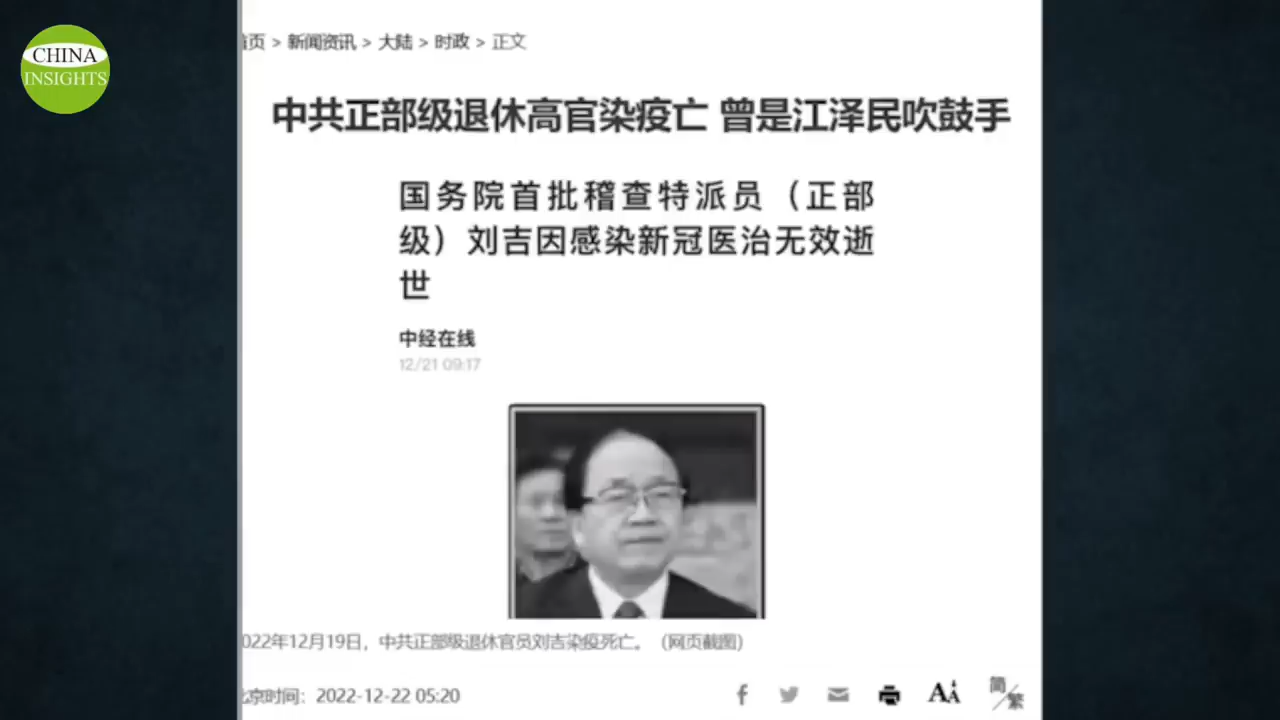 CHINA
INSIGHTS
页 > 新闻资讯 > 大陆 > 时政 > 正文
中共正部级退休高官染疫亡 曾是江泽民吹鼓手
国务院首批稽查特派员（正部
级）刘吉因感染新冠医治无效逝
世
中经在线
12/21 09:17
022年12月19日，中共正部级退休官员刘吉染疫死亡。（网页截图）
京时间：2022-12-22 05:20
简/繁